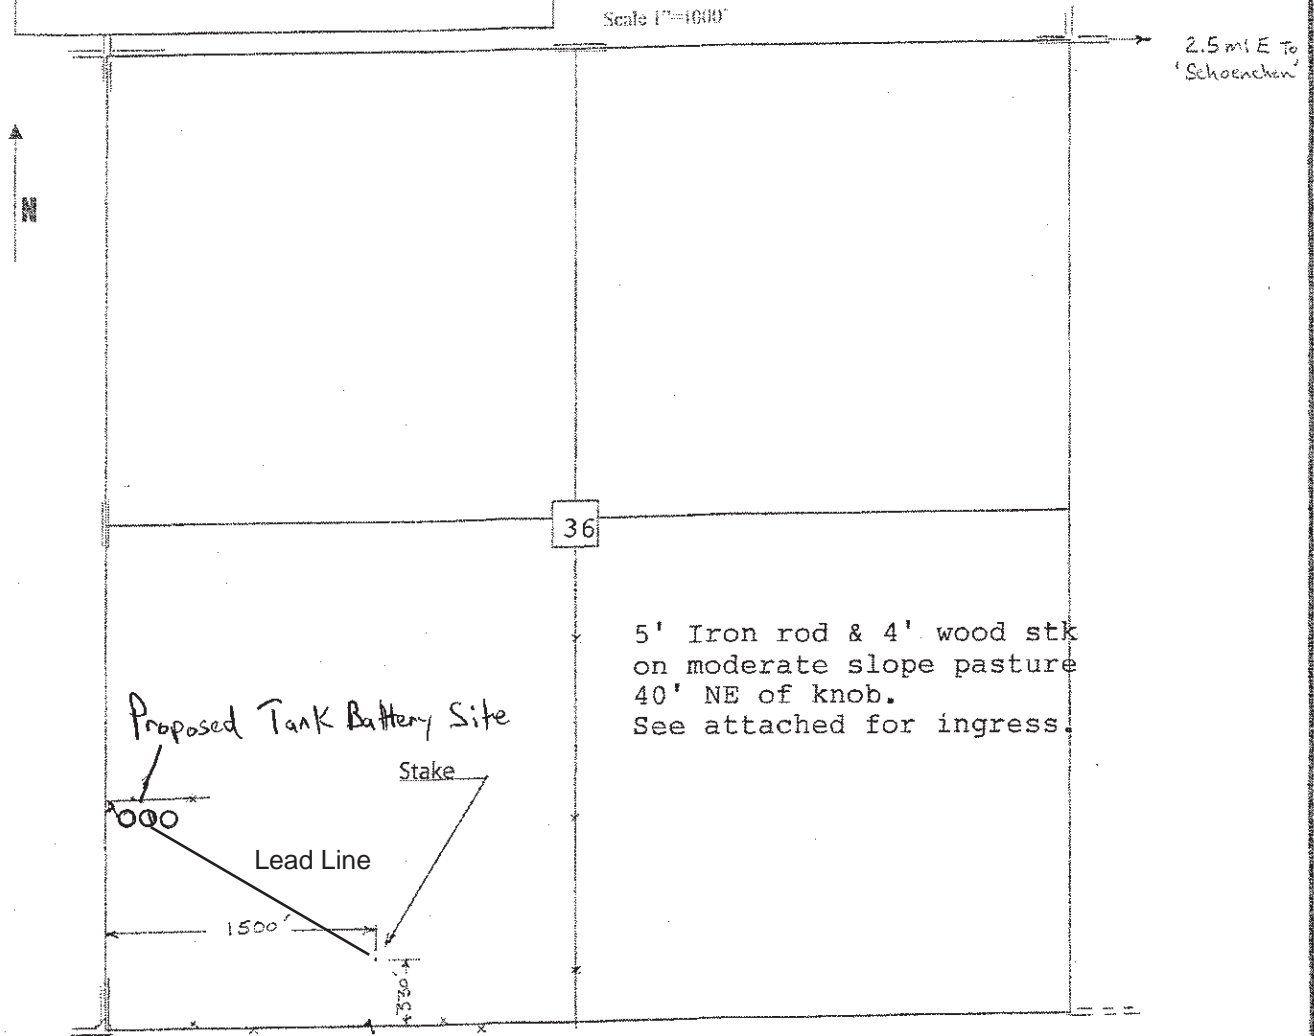 Scale 1"=1000'
2.5 mi E To
'Schoenchen'
N
36
5' Iron rod & 4' wood stk
on moderate slope pasture
40' NE of knob.
See attached for ingress.
Proposed Tank Battery Site
Stake
Lead Line
1500'
330'